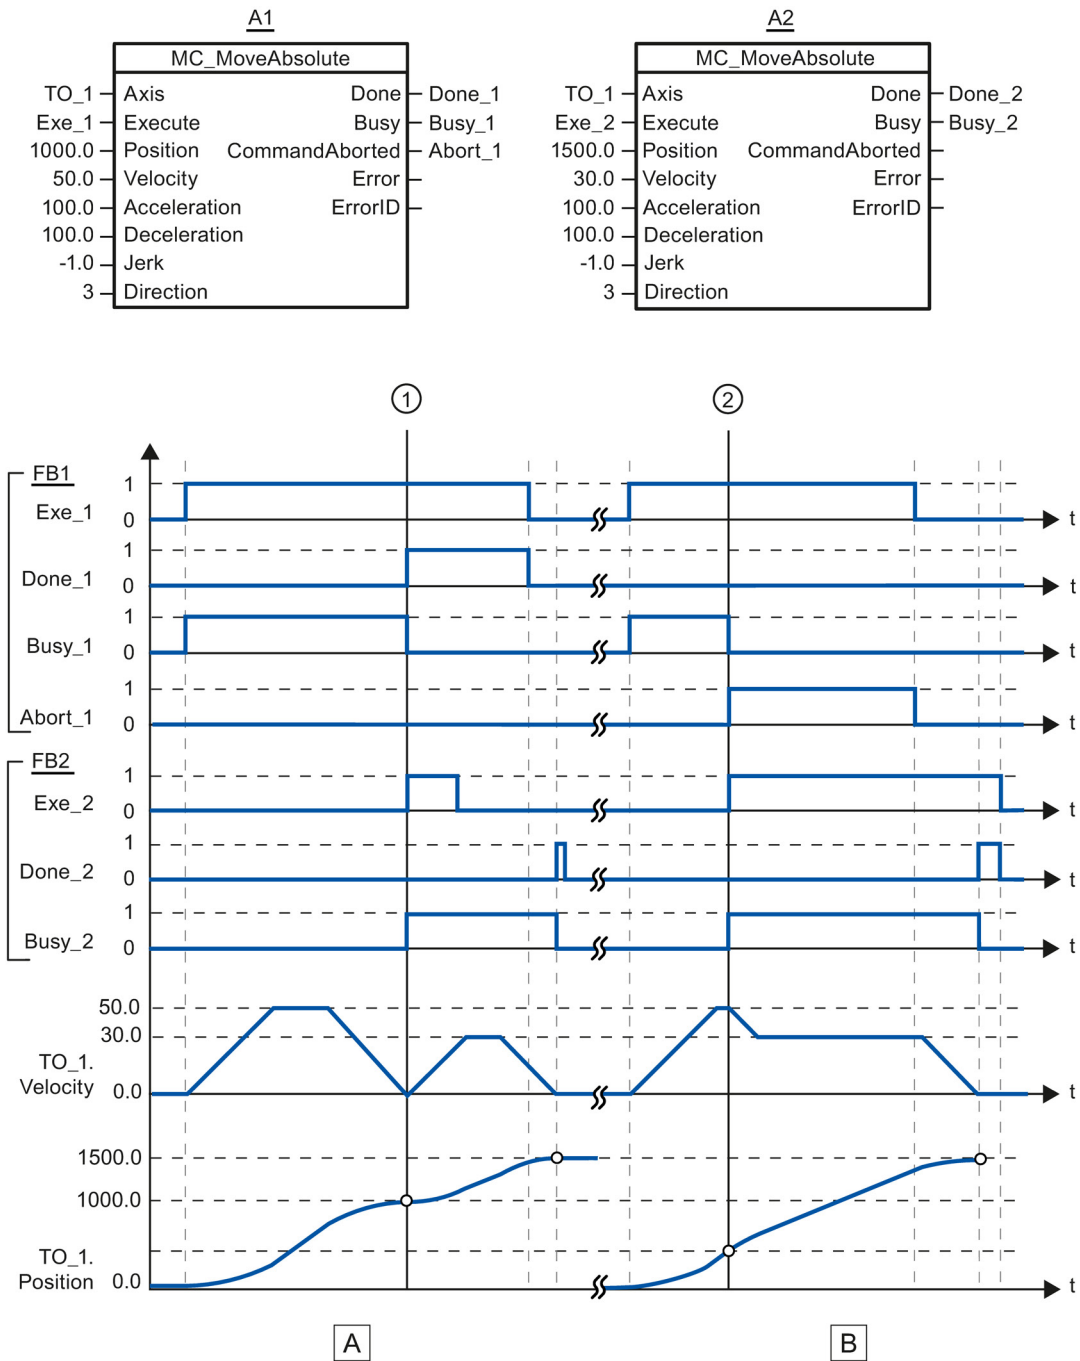 A1
MC_MoveAbsolute
TO_1 Axis Done Done_1
Exe_1 Execute Busy Busy_1
1000.0 Position CommandAborted Abort_1
50.0 Velocity Error
100.0 Acceleration ErrorID
100.0 Deceleration
-1.0 Jerk
3 Direction
A2
MC_MoveAbsolute
TO_1 Axis Done Done_2
Exe_2 Execute Busy Busy_2
1500.0 Position CommandAborted
30.0 Velocity Error
100.0 Acceleration ErrorID
100.0 Deceleration
-1.0 Jerk
3 Direction
1 2
FB1
1
Exe_1 0 t
1
Done_1 0 t
1
Busy_1 0 t
1
Abort_1 0 t
FB2
1
Exe_2 0 t
1
Done_2 0 t
1
Busy_2 0 t
50.0
30.0
TO_1.
Velocity 0.0 t
1500.0
1000.0
TO_1.
Position 0.0 t
A B